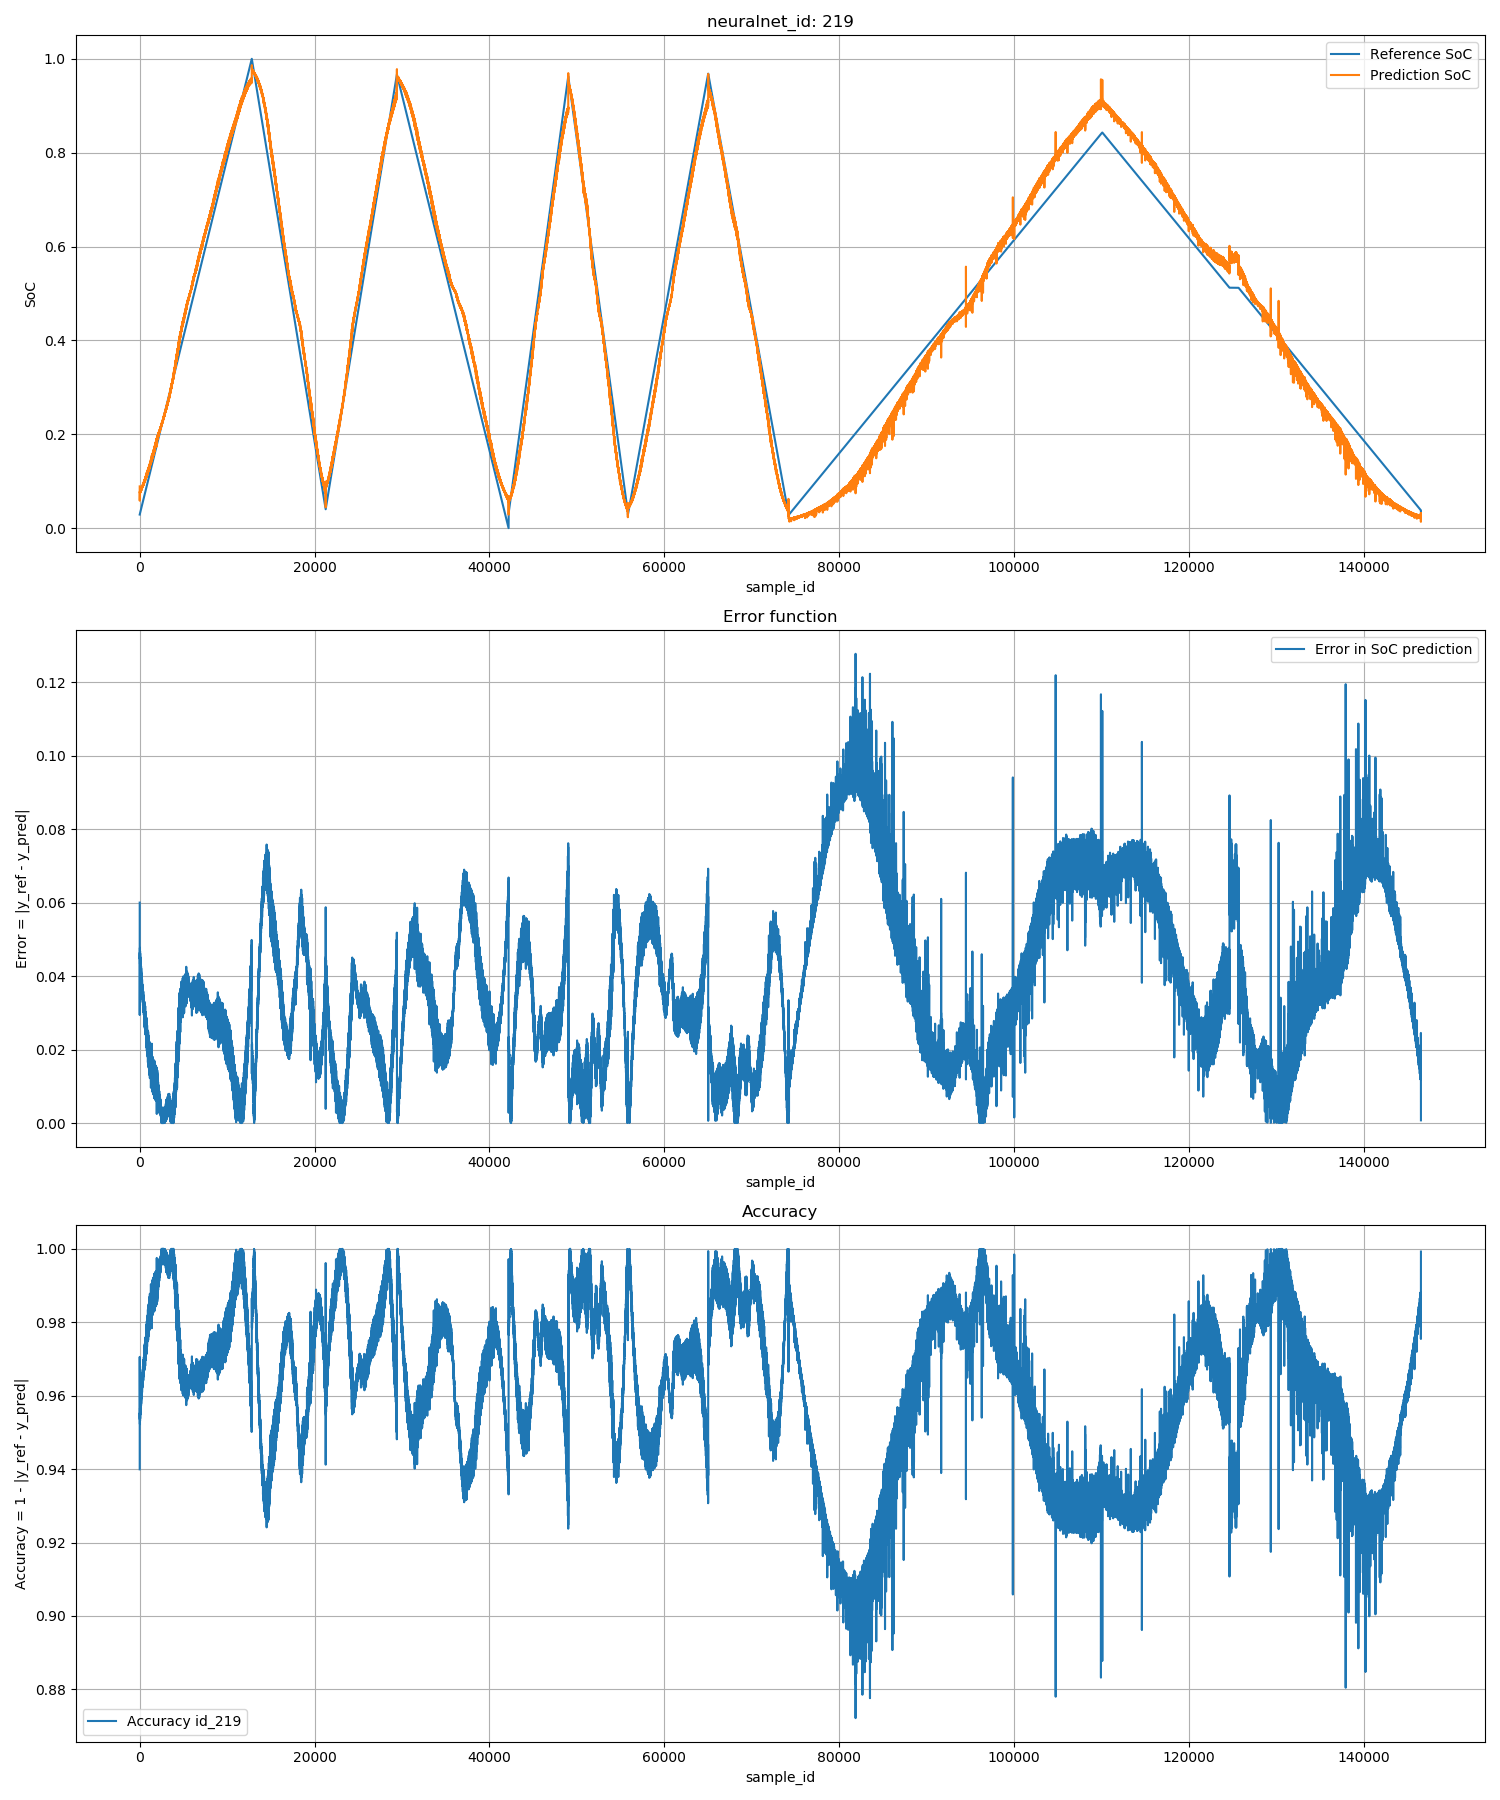 neuralnet_id: 219
Reference SoC
Prediction SoC
1.0
0.8
0.6
0.4
0.2
0.0
SoC
0 20000 40000 60000 80000 100000 120000 140000
sample_id
Error function
Error in SoC prediction
0.12
0.10
0.08
0.06
0.04
0.02
0.00
Error = |y_ref - y_pred|
0 20000 40000 60000 80000 100000 120000 140000
sample_id
Accuracy
1.00
0.98
0.96
0.94
0.92
0.90
0.88
Accuracy = 1 - |y_ref - y_pred|
Accuracy id_219
0 20000 40000 60000 80000 100000 120000 140000
sample_id